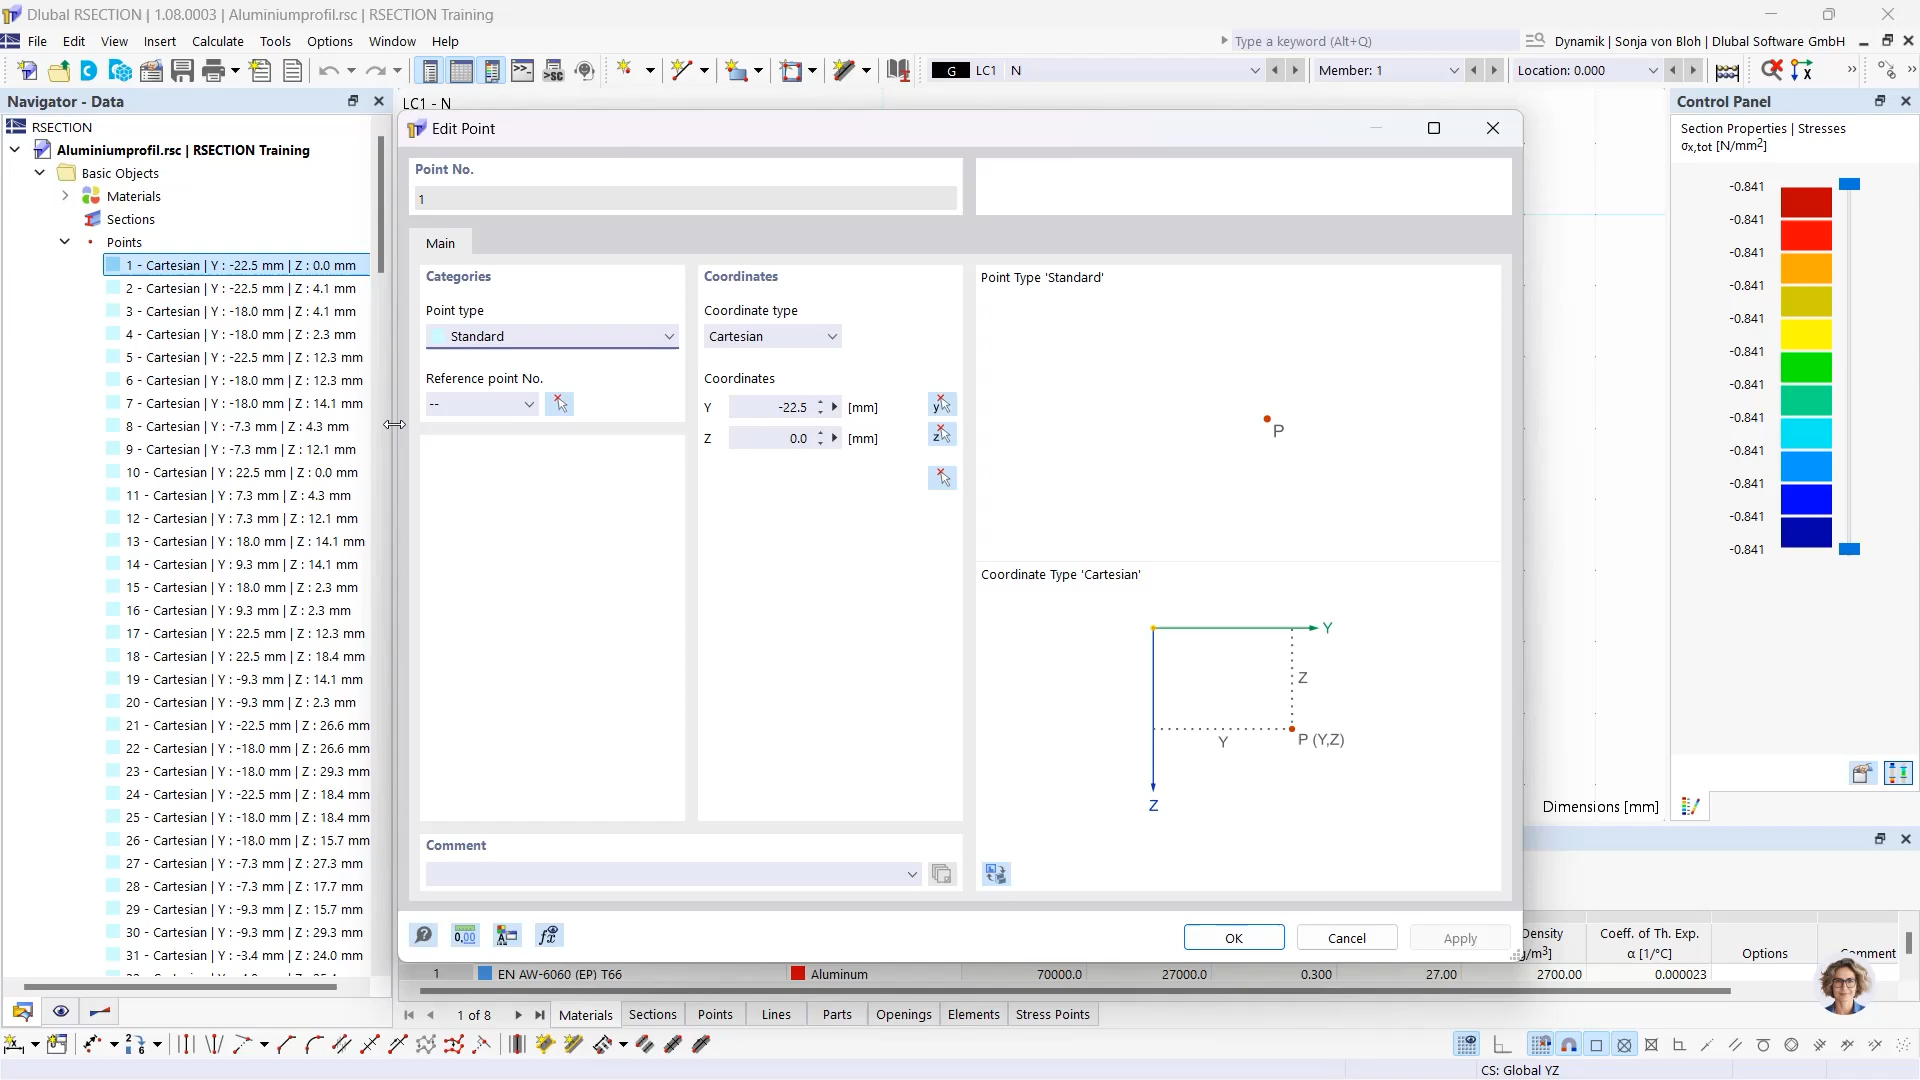 Dlubal RSECTION | 1.08.0003 | Aluminiumprofil.rsc | RSECTION Training
File Edit View Insert Calculate Tools Options Window Help
Type a keyword (Alt+Q)
Dynamik | Sonja von Bloh | Dlubal Software GmbH
G LC1 N
Member: 1
Location: 0.000
Navigator - Data
RSECTION
Aluminiumprofil.rsc | RSECTION Training
Basic Objects
Materials
Sections
Points
1 - Cartesian | Y : -22.5 mm | Z : 0.0 mm
2 - Cartesian | Y : -22.5 mm | Z : 4.1 mm
3 - Cartesian | Y : -18.0 mm | Z : 4.1 mm
4 - Cartesian | Y : -18.0 mm | Z : 2.3 mm
5 - Cartesian | Y : -22.5 mm | Z : 12.3 mm
6 - Cartesian | Y : -18.0 mm | Z : 12.3 mm
7 - Cartesian | Y : -18.0 mm | Z : 14.1 mm
8 - Cartesian | Y : -7.3 mm | Z : 4.3 mm
9 - Cartesian | Y : -7.3 mm | Z : 12.1 mm
10 - Cartesian | Y : 22.5 mm | Z : 0.0 mm
11 - Cartesian | Y : 7.3 mm | Z : 4.3 mm
12 - Cartesian | Y : 7.3 mm | Z : 12.1 mm
13 - Cartesian | Y : 18.0 mm | Z : 14.1 mm
14 - Cartesian | Y : 9.3 mm | Z : 14.1 mm
15 - Cartesian | Y : 18.0 mm | Z : 2.3 mm
16 - Cartesian | Y : 9.3 mm | Z : 2.3 mm
17 - Cartesian | Y : 22.5 mm | Z : 12.3 mm
18 - Cartesian | Y : 22.5 mm | Z : 18.4 mm
19 - Cartesian | Y : -9.3 mm | Z : 14.1 mm
20 - Cartesian | Y : -9.3 mm | Z : 2.3 mm
21 - Cartesian | Y : -22.5 mm | Z : 26.6 mm
22 - Cartesian | Y : -18.0 mm | Z : 26.6 mm
23 - Cartesian | Y : -18.0 mm | Z : 29.3 mm
24 - Cartesian | Y : -22.5 mm | Z : 18.4 mm
25 - Cartesian | Y : -18.0 mm | Z : 18.4 mm
26 - Cartesian | Y : -18.0 mm | Z : 15.7 mm
27 - Cartesian | Y : -7.3 mm | Z : 27.3 mm
28 - Cartesian | Y : -7.3 mm | Z : 17.7 mm
29 - Cartesian | Y : -9.3 mm | Z : 15.7 mm
30 - Cartesian | Y : -9.3 mm | Z : 29.3 mm
31 - Cartesian | Y : -3.4 mm | Z : 24.0 mm
LC1 - N
Edit Point
Point No.
1
Main
Categories
Point type
Standard
Reference point No.
--
Coordinates
Coordinate type
Cartesian
Coordinates
Y -22.5 [mm]
Z 0.0 [mm]
Comment
Point Type 'Standard'
P
Coordinate Type 'Cartesian'
Y
Z
Y
P (Y,Z)
Z
OK
Cancel
Apply
Control Panel
Section Properties | Stresses
σx,tot [N/mm²]
-0.841
-0.841
-0.841
-0.841
-0.841
-0.841
-0.841
-0.841
-0.841
-0.841
-0.841
-0.841
Dimensions [mm]
Coeff. of Th. Exp.
α [1/°C]
Options
1 EN AW-6060 (EP) T66 Aluminum 70000.0 27000.0 0.300 27.00 2700.00 0.000023
1 of 8
Materials Sections Points Lines Parts Openings Elements Stress Points
CS: Global YZ